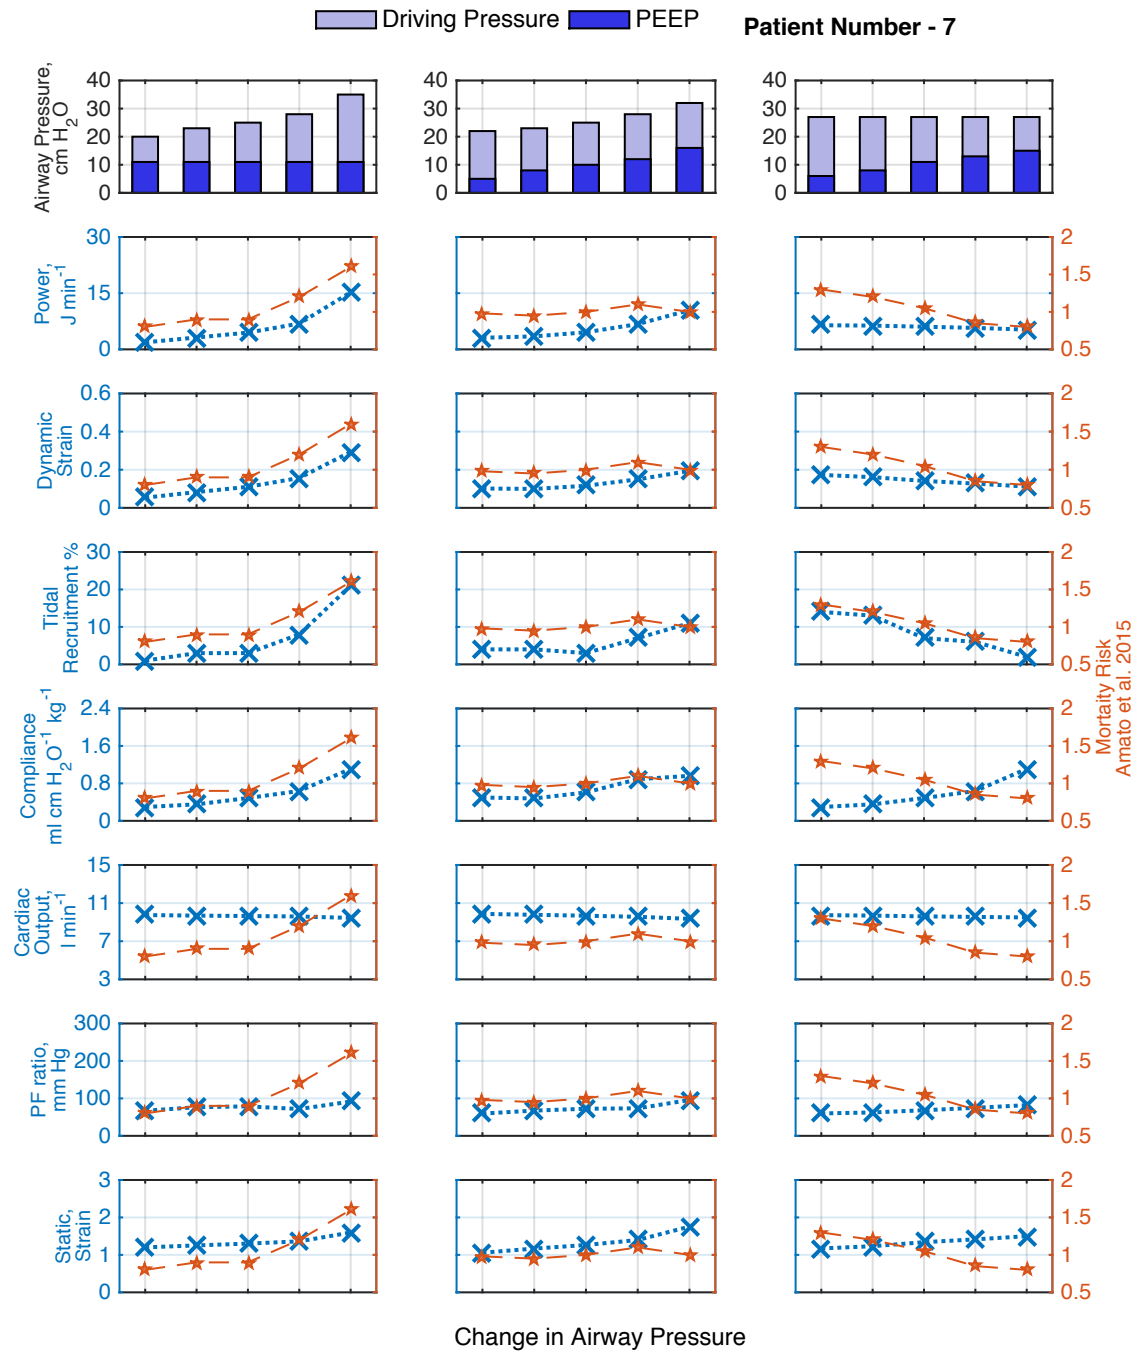 Driving Pressure PEEP Patient Number - 7
Airway Pressure,
cm H2O
40 40 40
30 30 30
20 20 20
10 10 10
0 0 0
Power,
J min-1
30 2
1.5
15
1
0 0.5
Dynamic
Strain
0.6 2
0.4 1.5
0.2 1
0 0.5
Tidal
Recruitment %
30 2
20 1.5
10 1
0 0.5
Mortaity Risk
Amato et al. 2015
Compliance
ml cm H2O-1 kg-1
2.4 2
1.6 1.5
0.8 1
0 0.5
Cardiac
Output,
l min-1
15 2
11 1.5
7 1
3 0.5
PF ratio,
mm Hg
300 2
200 1.5
100 1
0 0.5
Static,
Strain
3 2
2 1.5
1 1
0 0.5
Change in Airway Pressure